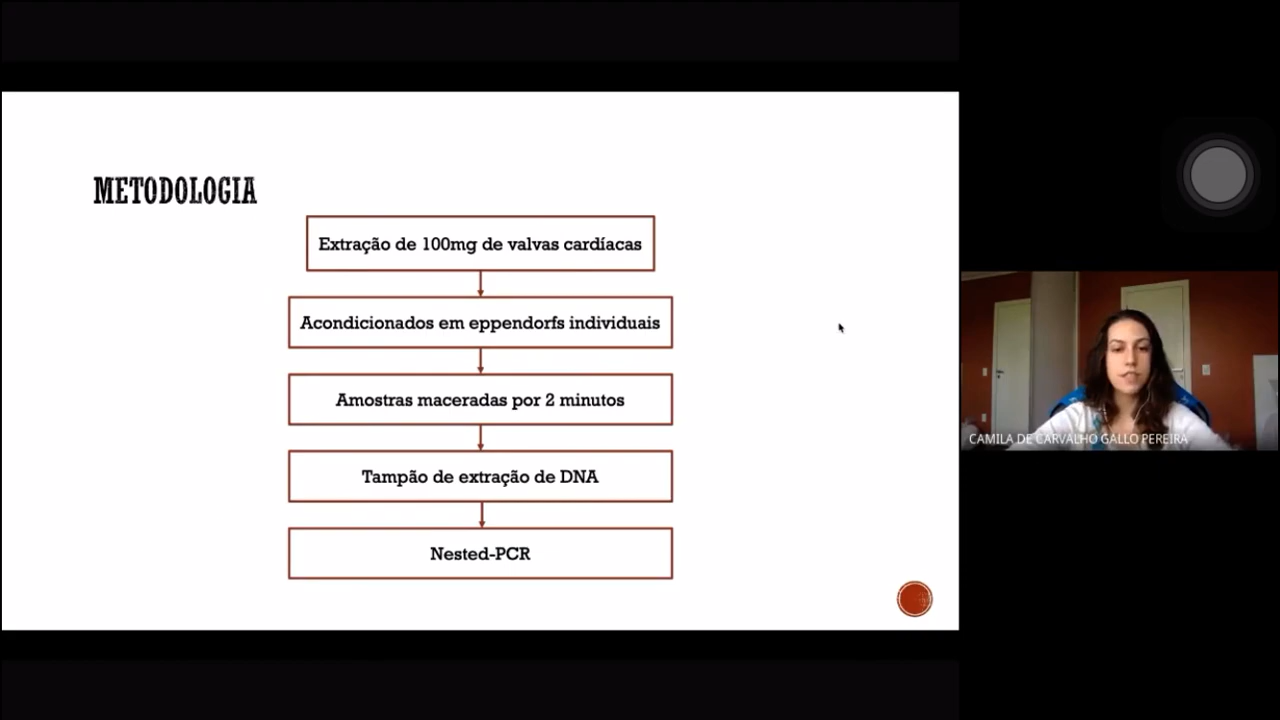 METODOLOGIA
Extração de 100mg de valvas cardíacas
Acondicionados em eppendorfs individuais
Amostras maceradas por 2 minutos
Tampão de extração de DNA
Nested-PCR
CAMILA DE CARVALHO GALLO PEREIRA